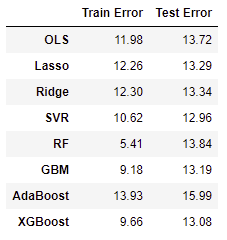 Train Error Test Error
OLS 11.98 13.72
Lasso 12.26 13.29
Ridge 12.30 13.34
SVR 10.62 12.96
RF 5.41 13.84
GBM 9.18 13.19
AdaBoost 13.93 15.99
XGBoost 9.66 13.08